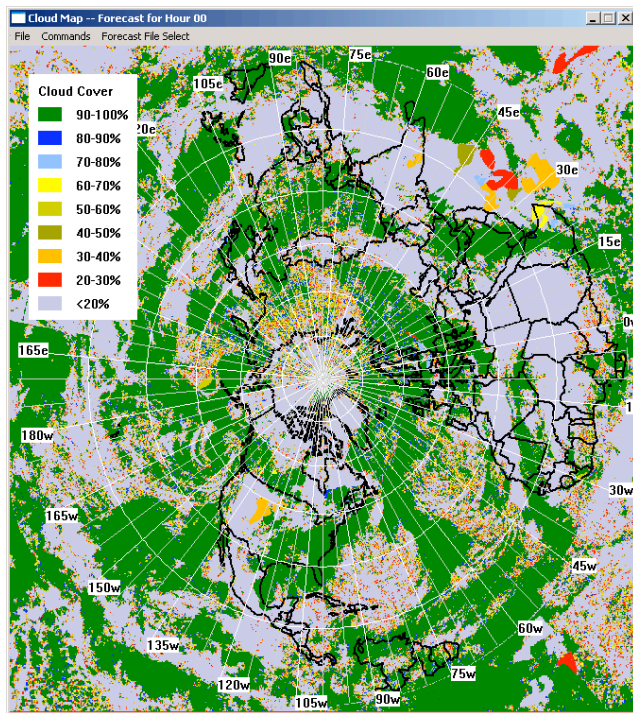 Cloud Map -- Forecast for Hour 00
File Commands Forecast File Select
90e
75e
60e
105e
45e
20e
30e
15e
0w
165e
180w
30w
165w
45w
150w
60w
135w
75w
120w
90w
105w
Cloud Cover
90-100%
80-90%
70-80%
60-70%
50-60%
40-50%
30-40%
20-30%
<20%